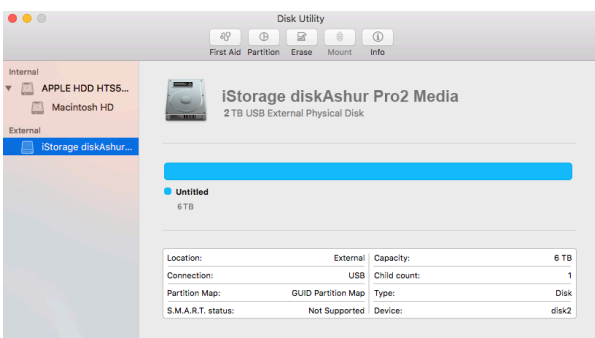 Disk Utility
First Aid Partition Erase Mount Info
Internal
APPLE HDD HTS5...
Macintosh HD
External
iStorage diskAshur...
iStorage diskAshur Pro2 Media
2 TB USB External Physical Disk
Untitled
6 TB
Location: External Capacity: 6 TB
Connection: USB Child count: 1
Partition Map: GUID Partition Map Type: Disk
S.M.A.R.T. status: Not Supported Device: disk2